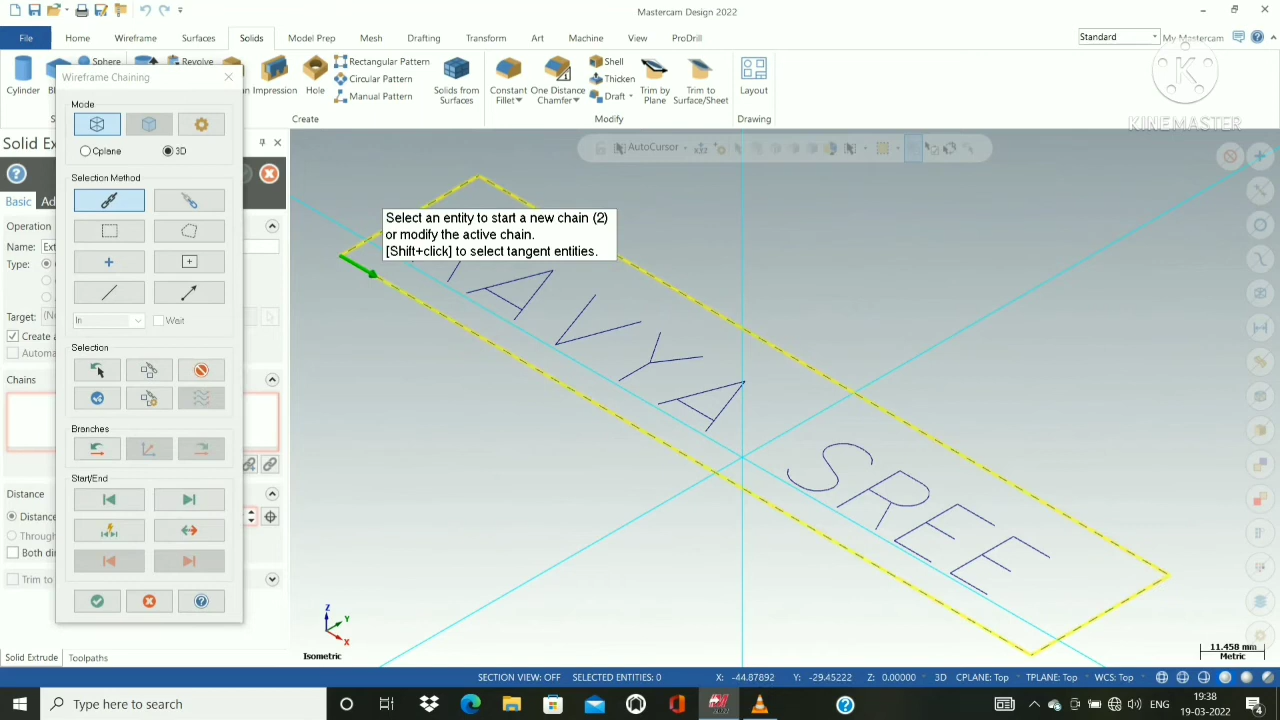 Mastercam Design 2022
File Home Wireframe Surfaces Solids Model Prep Mesh Drafting Transform Art Machine View ProDrill
Standard My Mastercam
Cylinder
Sphere
Revolve
Impression
Hole
Rectangular Pattern
Circular Pattern
Manual Pattern
Solids from Surfaces
Constant Fillet
One Distance Chamfer
Shell
Thicken
Draft
Trim by Plane
Trim to Surface/Sheet
Layout
Create
Modify
Drawing
K
KINEMASTER
Wireframe Chaining
Mode
Cplane 3D
Selection Method
In Wait
Selection
Branches
Start/End
Solid
Basic
Operation
Name:
Type:
Target:
Create
Chains
Distance
Distance
Both
Trim to
AutoCursor
Select an entity to start a new chain (2)
or modify the active chain.
[Shift+click] to select tangent entities.
AVYA SREE
Z
Y
X
Isometric
11.458 mm
Metric
Solid Extrude Toolpaths
SECTION VIEW: OFF SELECTED ENTITIES: 0 X: -44.87892 Y: -29.45222 Z: 0.00000 3D CPLANE: Top TPLANE: Top WCS: Top
Type here to search
ENG
19:38
19-03-2022
4